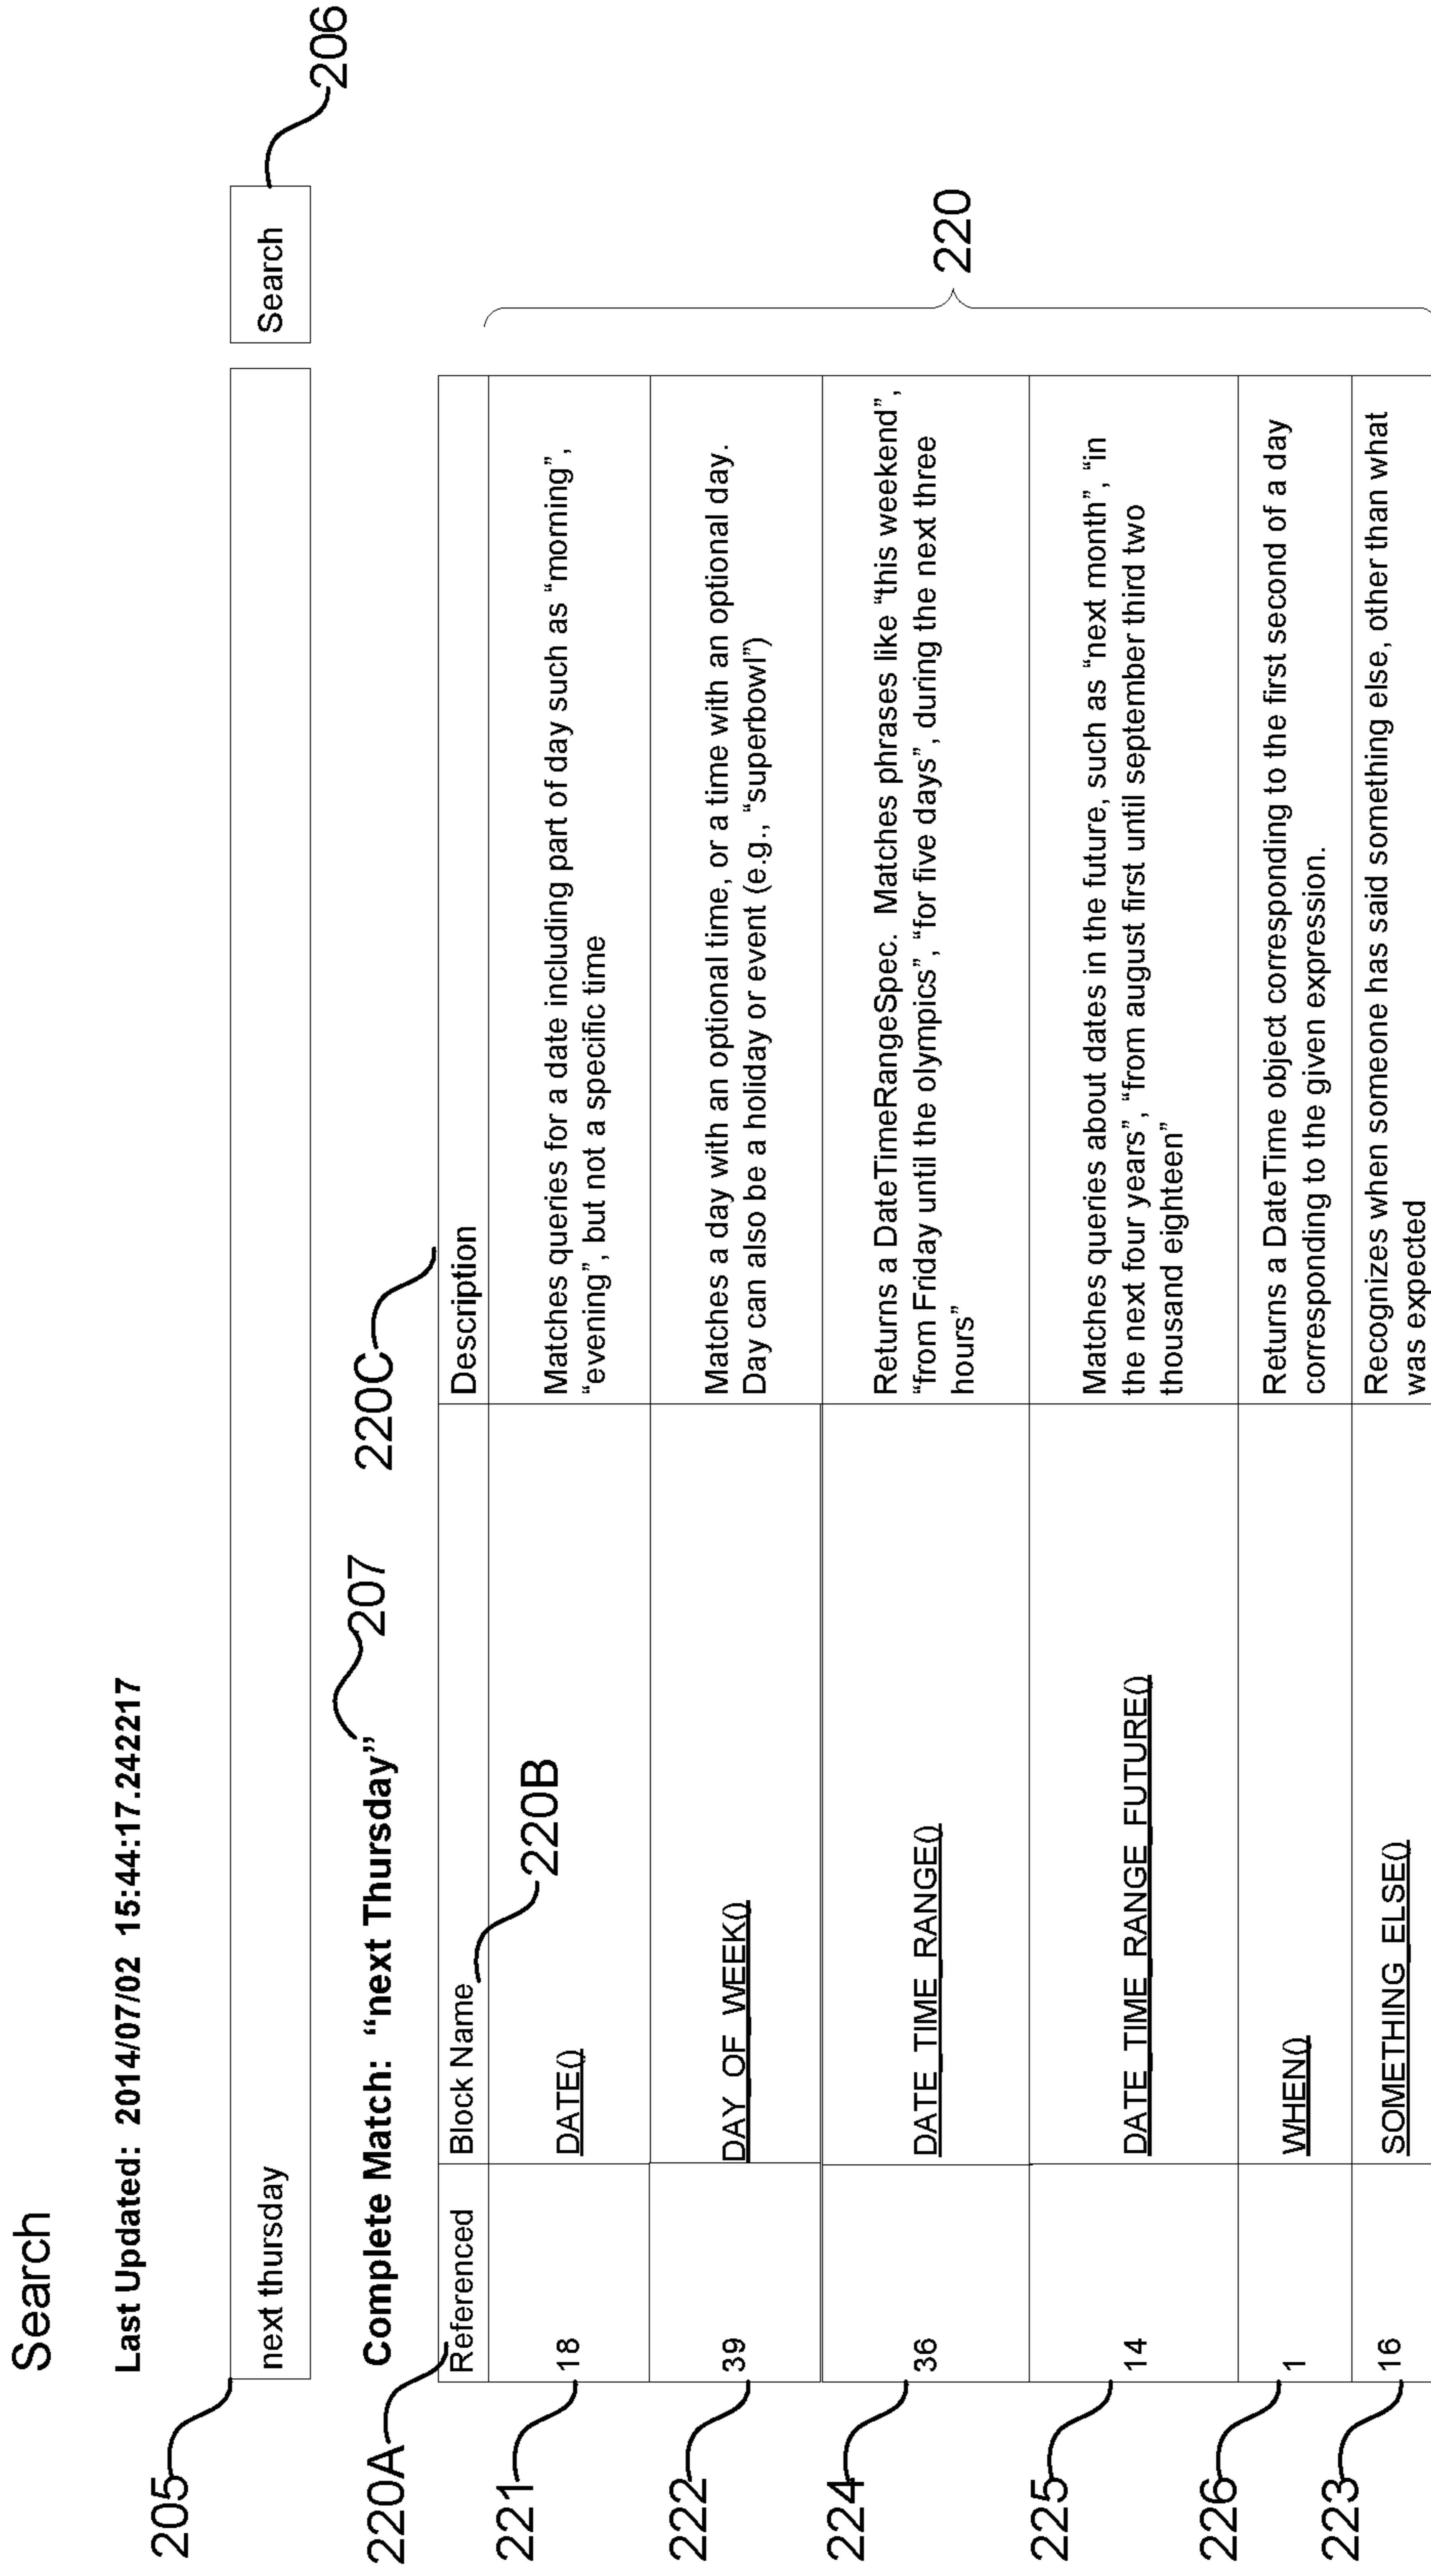 Search
Last Updated: 2014/07/02 15:44:17.242217
205
next thursday
Search
206
Complete Match: “next Thursday”
207
220A
220B
220C
Referenced
Block Name
Description
220
221
18
DATE()
Matches queries for a date including part of day such as “morning”,
“evening”, but not a specific time
222
39
DAY_OF_WEEK()
Matches a day with an optional time, or a time with an optional day.
Day can also be a holiday or event (e.g., “superbowl”)
224
36
DATE_TIME_RANGE()
Returns a DateTimeRangeSpec. Matches phrases like “this weekend”,
“from Friday until the olympics”, “for five days”, during the next three
hours”
225
14
DATE_TIME_RANGE_FUTURE()
Matches queries about dates in the future, such as “next month”, “in
the next four years”, “from august first until september third two
thousand eighteen”
226
1
WHEN()
Returns a DateTime object corresponding to the first second of a day
corresponding to the given expression.
223
16
SOMETHING_ELSE()
Recognizes when someone has said something else, other than what
was expected